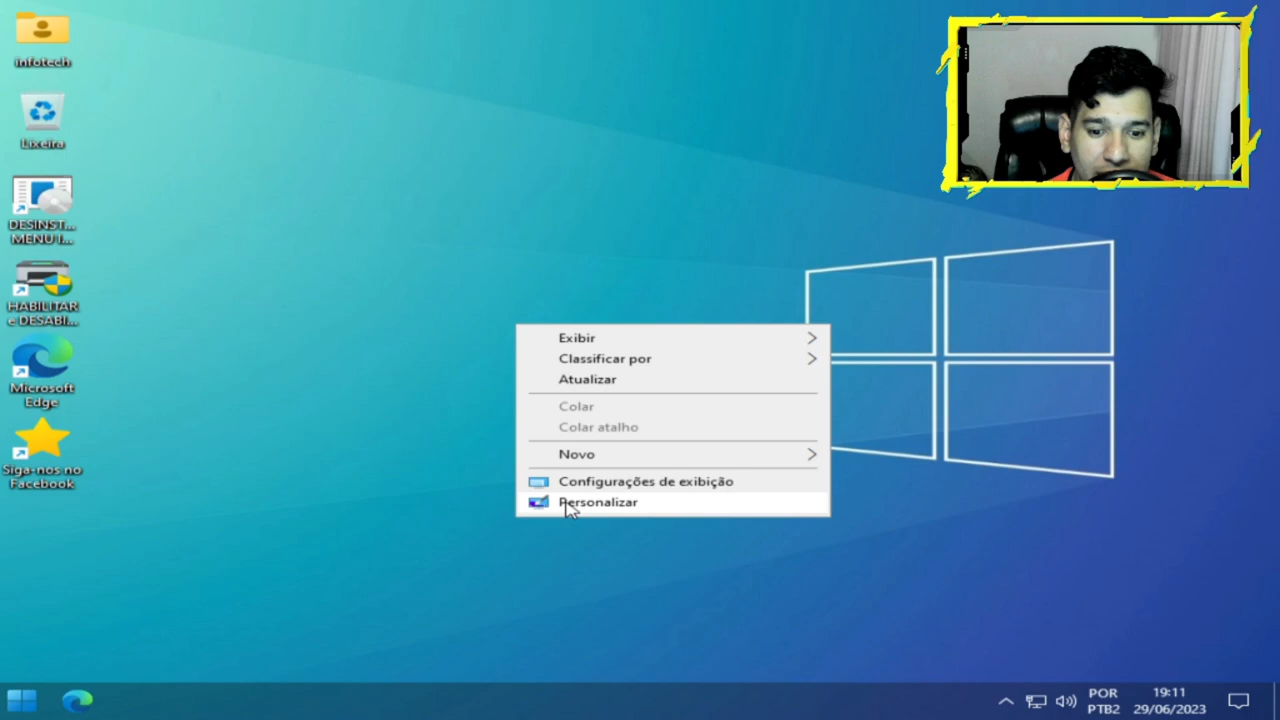 infotech
Lixeira
DESINST...
MENU I...
HABILITAR
e DESABI...
Microsoft
Edge
Siga-nos no
Facebook
Exibir
Classificar por
Atualizar
Colar
Colar atalho
Novo
Configurações de exibição
Personalizar
POR
PTB2
19:11
29/06/2023